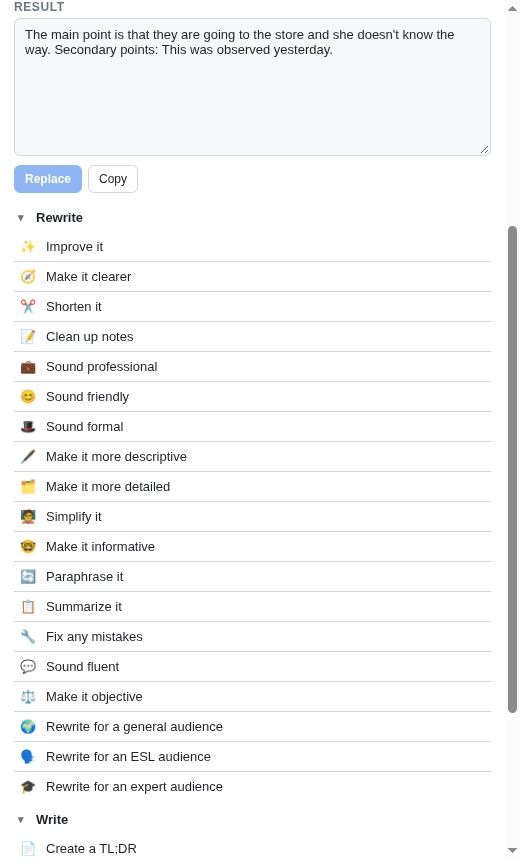 RESULT
The main point is that they are going to the store and she doesn't know the
way. Secondary points: This was observed yesterday.
Replace Copy
Rewrite
Improve it
Make it clearer
Shorten it
Clean up notes
Sound professional
Sound friendly
Sound formal
Make it more descriptive
Make it more detailed
Simplify it
Make it informative
Paraphrase it
Summarize it
Fix any mistakes
Sound fluent
Make it objective
Rewrite for a general audience
Rewrite for an ESL audience
Rewrite for an expert audience
Write
Create a TL;DR